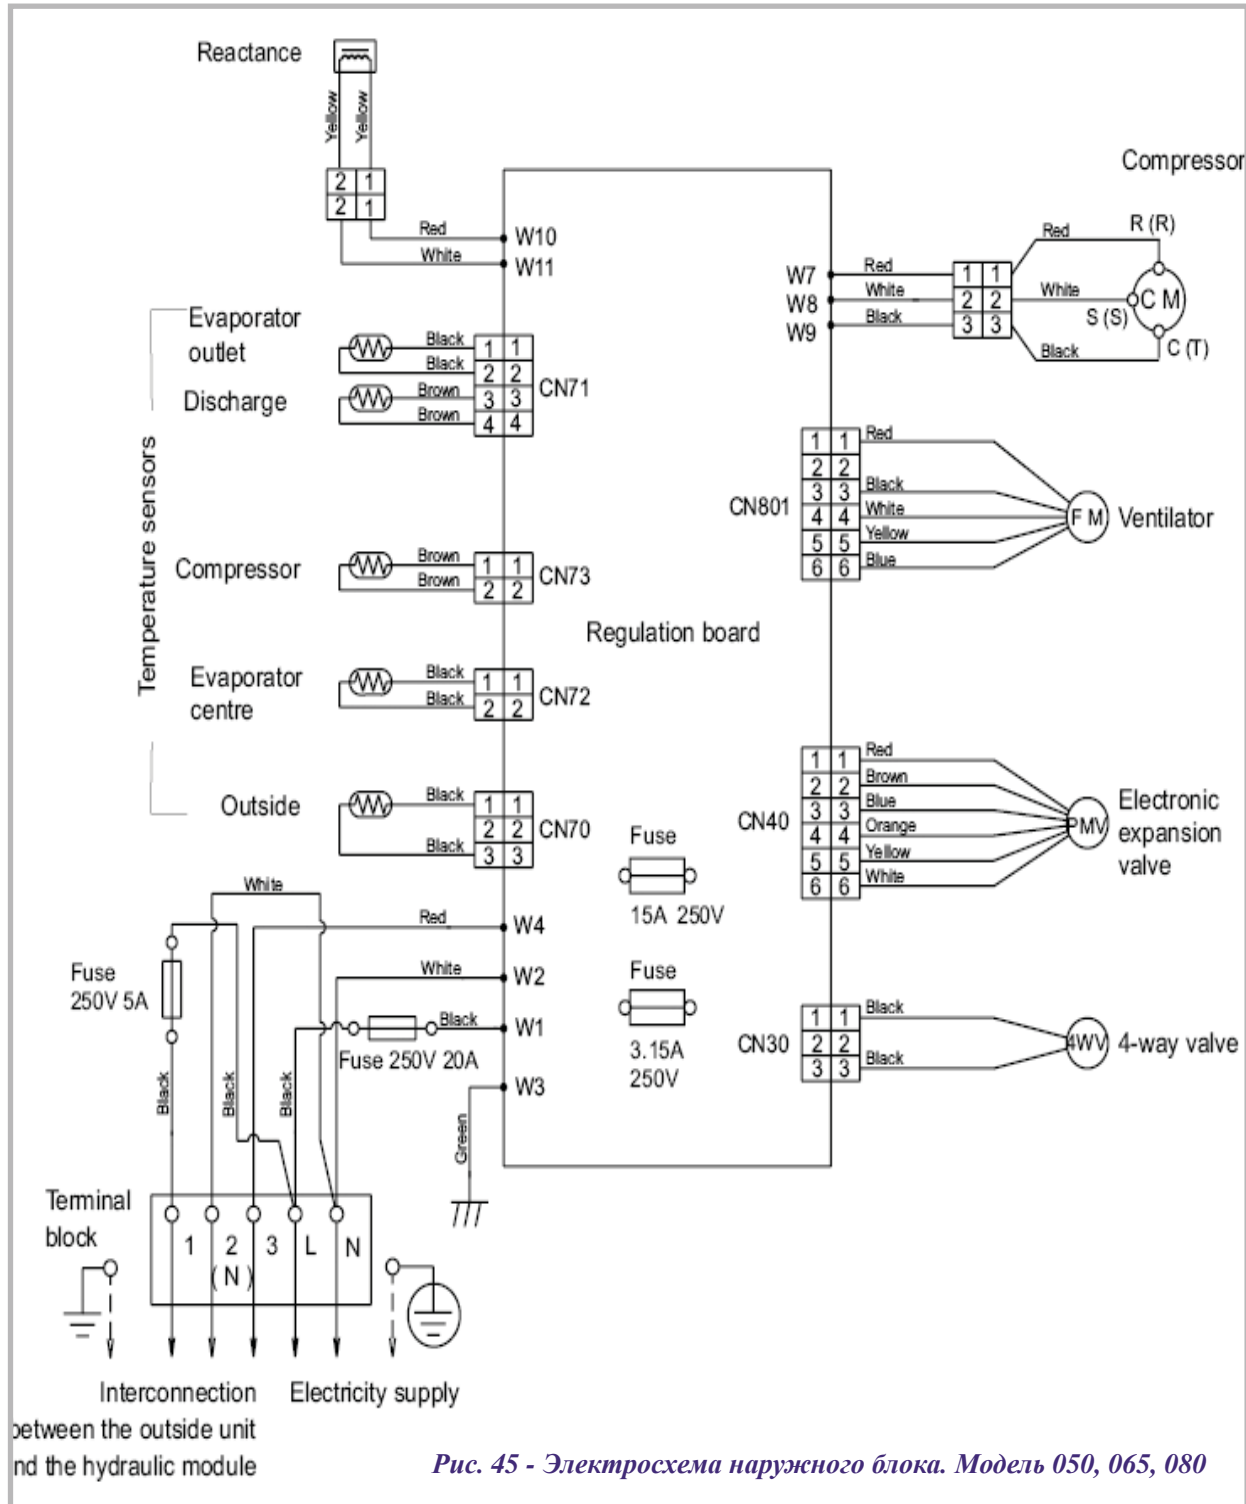 Reactance
Yellow
Yellow
2 1
2 1
Red
W10
White
W11
Compressor
R (R)
Red
W7 Red 1 1
W8 White 2 2 White
W9 Black 3 3
S (S)
C M
Black
C (T)
Temperature sensors
Evaporator
outlet
Black 1 1
Black 2 2
Discharge
Brown 3 3
Brown 4 4
CN71
Compressor
Brown 1 1
Brown 2 2
CN73
Evaporator
centre
Black 1 1
Black 2 2
CN72
Outside
Black 1 1
2 2
Black 3 3
CN70
CN801
1 1 Red
2 2
3 3 Black
4 4 White
5 5 Yellow
6 6 Blue
F M
Ventilator
Regulation board
CN40
1 1 Red
2 2 Brown
3 3 Blue
4 4 Orange
5 5 Yellow
6 6 White
PMV
Electronic
expansion
valve
Fuse
15A 250V
Fuse
3.15A
250V
CN30
1 1 Black
2 2
3 3 Black
4WV
4-way valve
White
Red
W4
White
W2
Fuse
250V 5A
Black
W1
Fuse 250V 20A
W3
Black
Black
Black
Green
Terminal
block
1 2 3 L N
( N )
Interconnection
between the outside unit
nd the hydraulic module
Electricity supply
Рис. 45 - Электросхема наружного блока. Модель 050, 065, 080